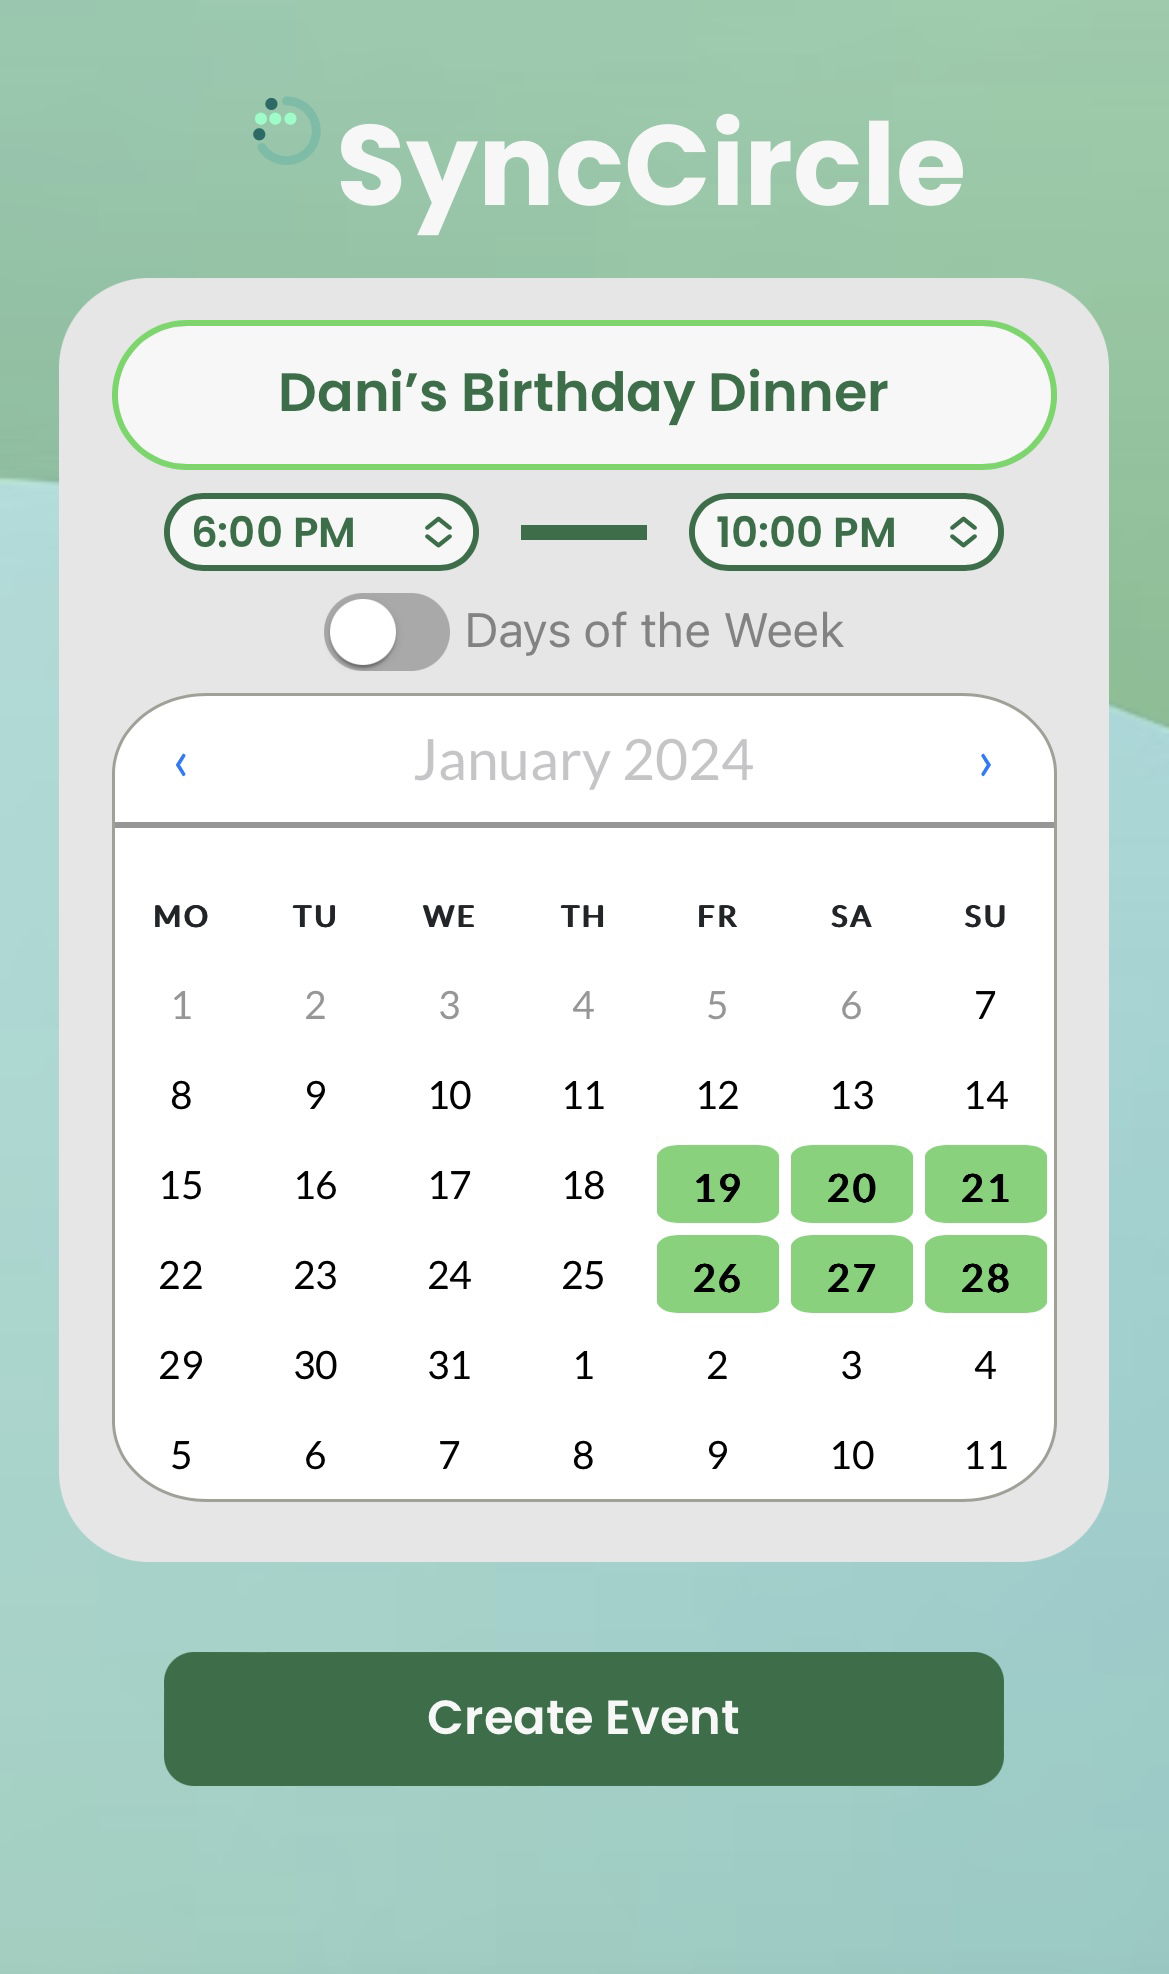 SyncCircle
Dani’s Birthday Dinner
6:00 PM 10:00 PM
Days of the Week
‹ January 2024 ›
MO TU WE TH FR SA SU
1 2 3 4 5 6 7
8 9 10 11 12 13 14
15 16 17 18 19 20 21
22 23 24 25 26 27 28
29 30 31 1 2 3 4
5 6 7 8 9 10 11
Create Event